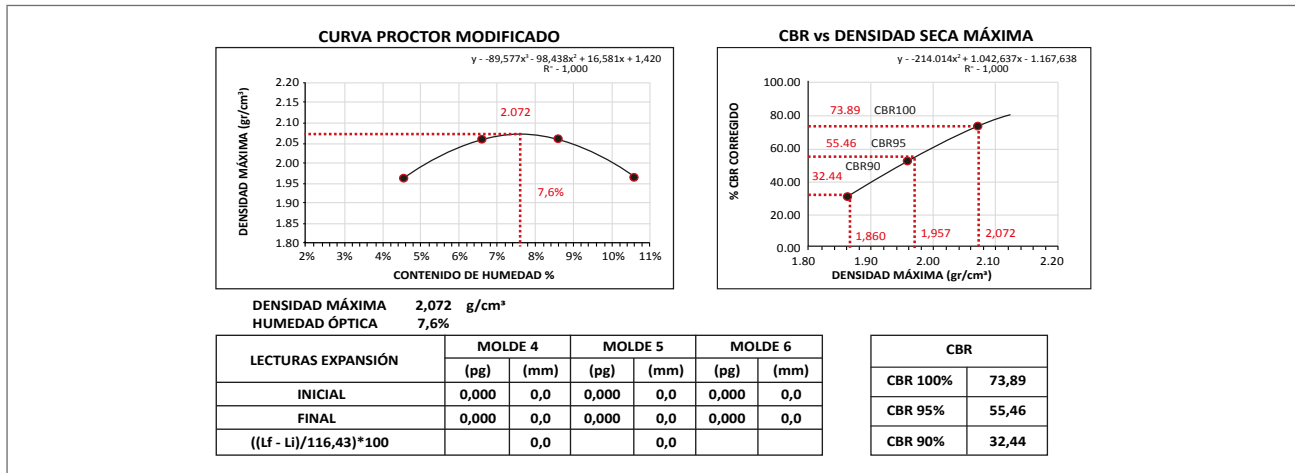 CURVA PROCTOR MODIFICADO
y - -89,577x³ - 98,438x² + 16,581x + 1,420
R² - 1,000
DENSIDAD MÁXIMA (gr/cm³)
2.20
2.15
2.10
2.05
2.00
1.95
1.90
1.85
1.80
2.072
7,6%
2% 3% 4% 5% 6% 7% 8% 9% 10% 11%
CONTENIDO DE HUMEDAD %
CBR vs DENSIDAD SECA MÁXIMA
y - -214.014x² + 1.042,637x - 1.167,638
R² - 1,000
% CBR CORREGIDO
100.00
80.00
60.00
40.00
20.00
0.00
73.89 CBR100
55.46 CBR95
CBR90
32.44
1,860 1,957 2,072
1.80 1.90 2.00 2.10 2.20
DENSIDAD MÁXIMA (gr/cm³)
DENSIDAD MÁXIMA 2,072 g/cm³
HUMEDAD ÓPTICA 7,6%
LECTURAS EXPANSIÓN MOLDE 4 MOLDE 5 MOLDE 6
(pg) (mm) (pg) (mm) (pg) (mm)
INICIAL 0,000 0,0 0,000 0,0 0,000 0,0
FINAL 0,000 0,0 0,000 0,0 0,000 0,0
((Lf - Li)/116,43)*100 0,0 0,0
CBR
CBR 100% 73,89
CBR 95% 55,46
CBR 90% 32,44